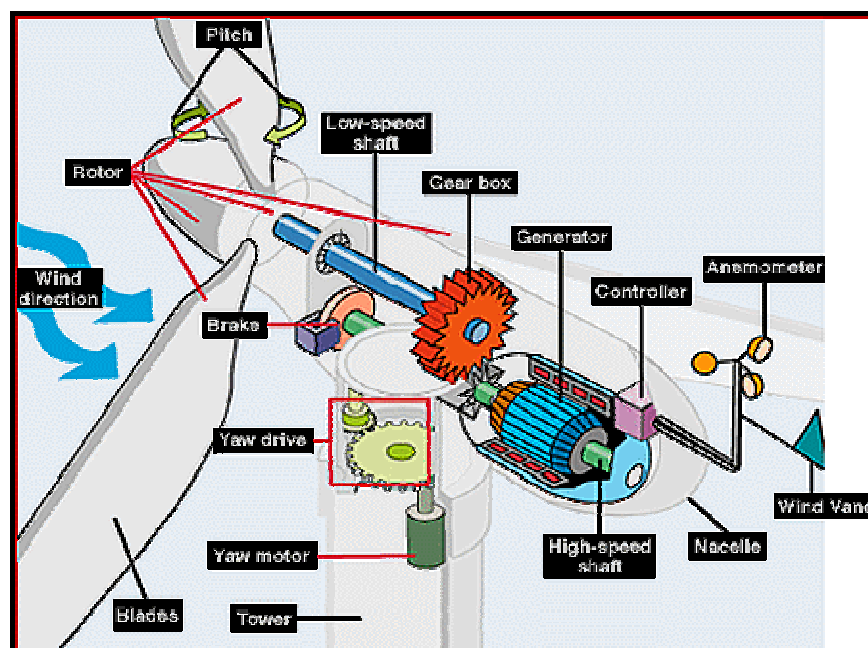 Pitch
Low-speed
shaft
Rotor
Gear box
Generator
Anemometer
Wind
direction
Controller
Brake
Yaw drive
Wind Vane
Yaw motor
High-speed
shaft
Nacelle
Blades
Tower